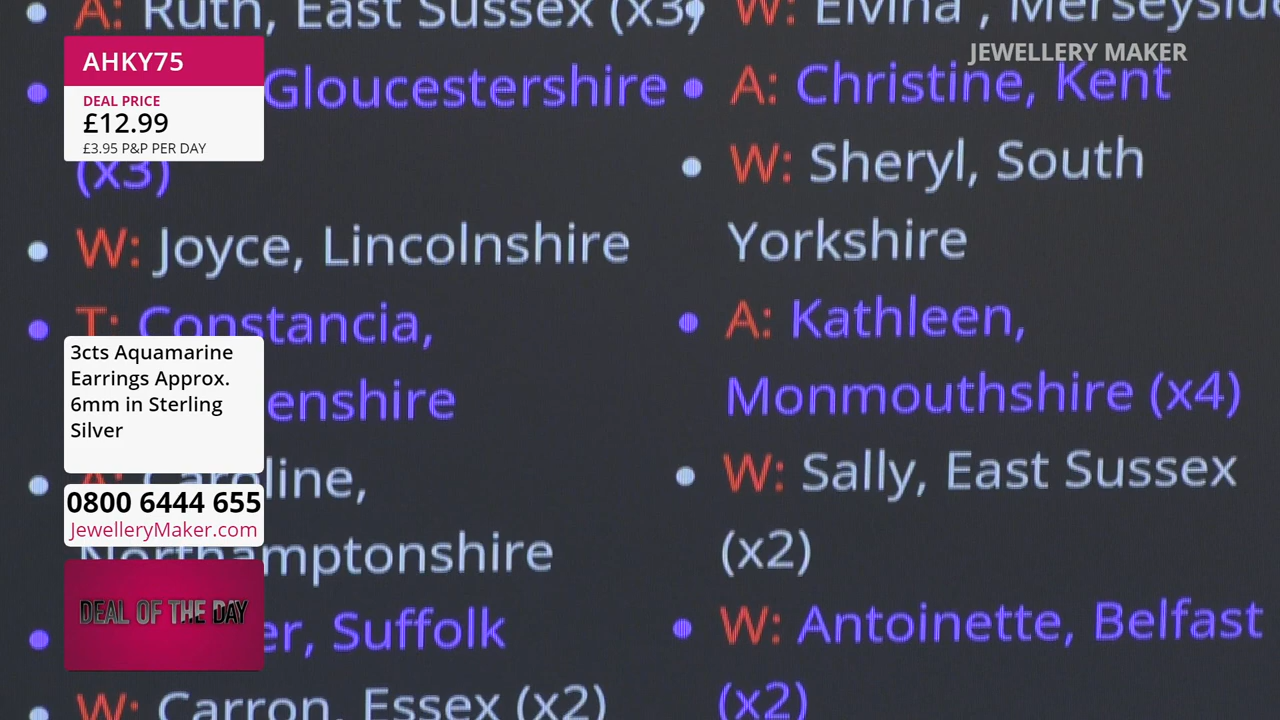 A: Ruth, East Sussex (x3)
AHKY75
DEAL PRICE
£12.99
£3.95 P&P PER DAY
Gloucestershire
(x3)
W: Joyce, Lincolnshire
T: Constancia,
enshire
3cts Aquamarine
Earrings Approx.
6mm in Sterling
Silver
A: Caroline,
0800 6444 655
JewelleryMaker.com
Northamptonshire
DEAL OF THE DAY
er, Suffolk
W: Carron, Essex (x2)
W: Elvina , Merseyside
JEWELLERY MAKER
A: Christine, Kent
W: Sheryl, South
Yorkshire
A: Kathleen,
Monmouthshire (x4)
W: Sally, East Sussex
(x2)
W: Antoinette, Belfast
(x2)